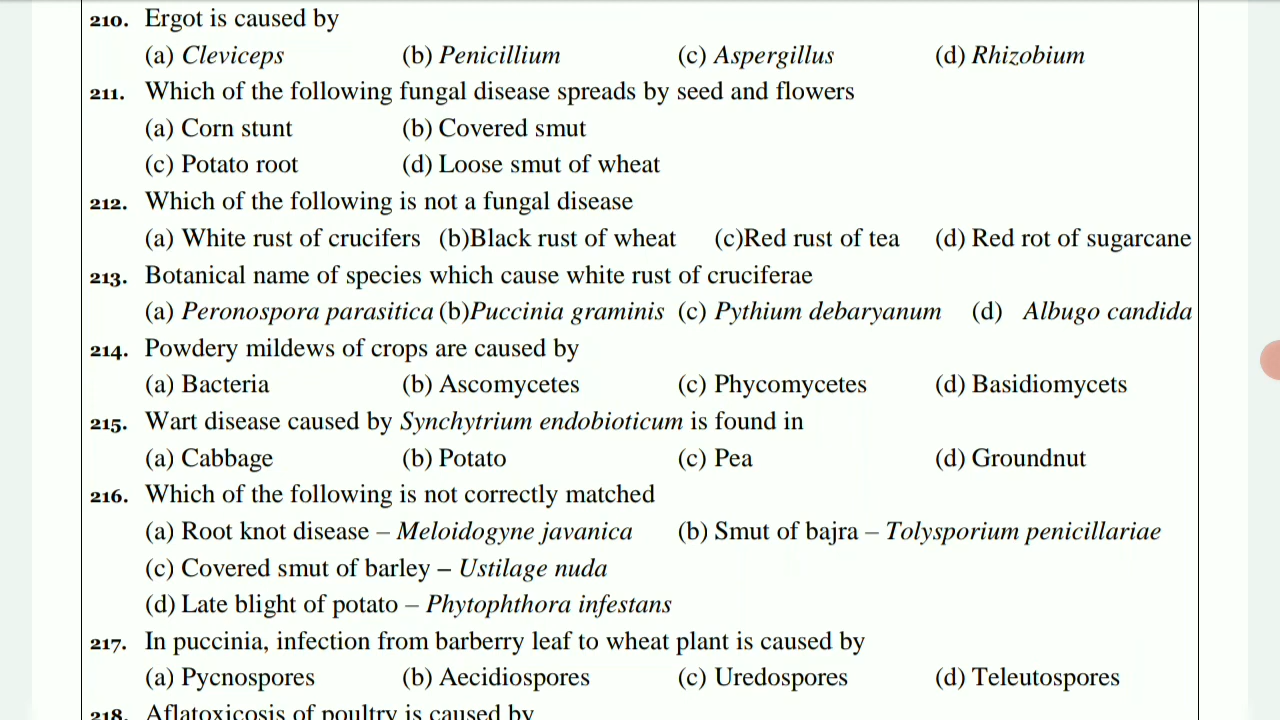 210. Ergot is caused by
(a) Cleviceps (b) Penicillium (c) Aspergillus (d) Rhizobium
211. Which of the following fungal disease spreads by seed and flowers
(a) Corn stunt (b) Covered smut
(c) Potato root (d) Loose smut of wheat
212. Which of the following is not a fungal disease
(a) White rust of crucifers (b)Black rust of wheat (c)Red rust of tea (d) Red rot of sugarcane
213. Botanical name of species which cause white rust of cruciferae
(a) Peronospora parasitica (b)Puccinia graminis (c) Pythium debaryanum (d) Albugo candida
214. Powdery mildews of crops are caused by
(a) Bacteria (b) Ascomycetes (c) Phycomycetes (d) Basidiomycets
215. Wart disease caused by Synchytrium endobioticum is found in
(a) Cabbage (b) Potato (c) Pea (d) Groundnut
216. Which of the following is not correctly matched
(a) Root knot disease – Meloidogyne javanica (b) Smut of bajra – Tolysporium penicillariae
(c) Covered smut of barley – Ustilage nuda
(d) Late blight of potato – Phytophthora infestans
217. In puccinia, infection from barberry leaf to wheat plant is caused by
(a) Pycnospores (b) Aecidiospores (c) Uredospores (d) Teleutospores
218. Aflatoxicosis of poultry is caused by